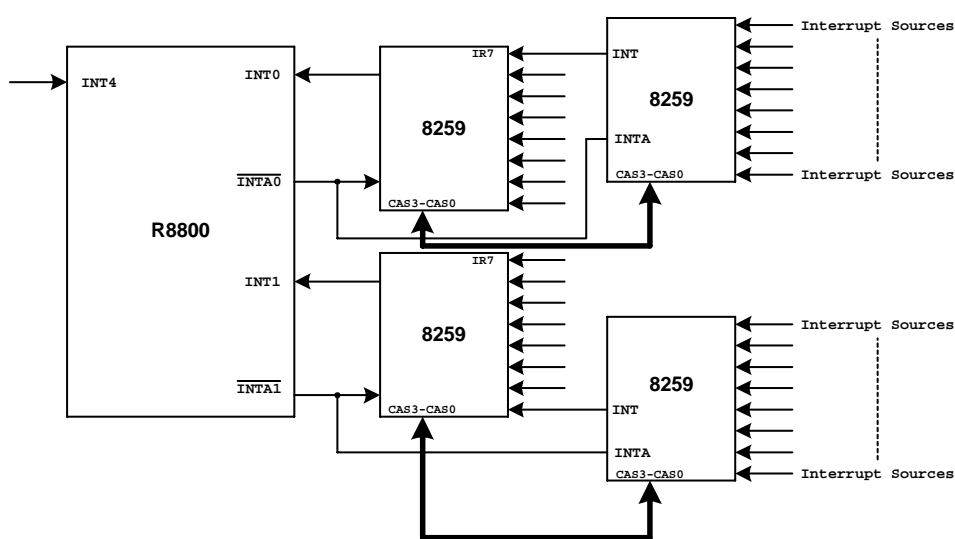 Interrupt Sources
IR7
INT
INT4
INT0
8259
8259
INTA
INTA0
CAS3-CAS0
Interrupt Sources
CAS3-CAS0
R8800
IR7
INT1
8259
Interrupt Sources
8259
INTA1
CAS3-CAS0
INT
INTA
CAS3-CAS0
Interrupt Sources